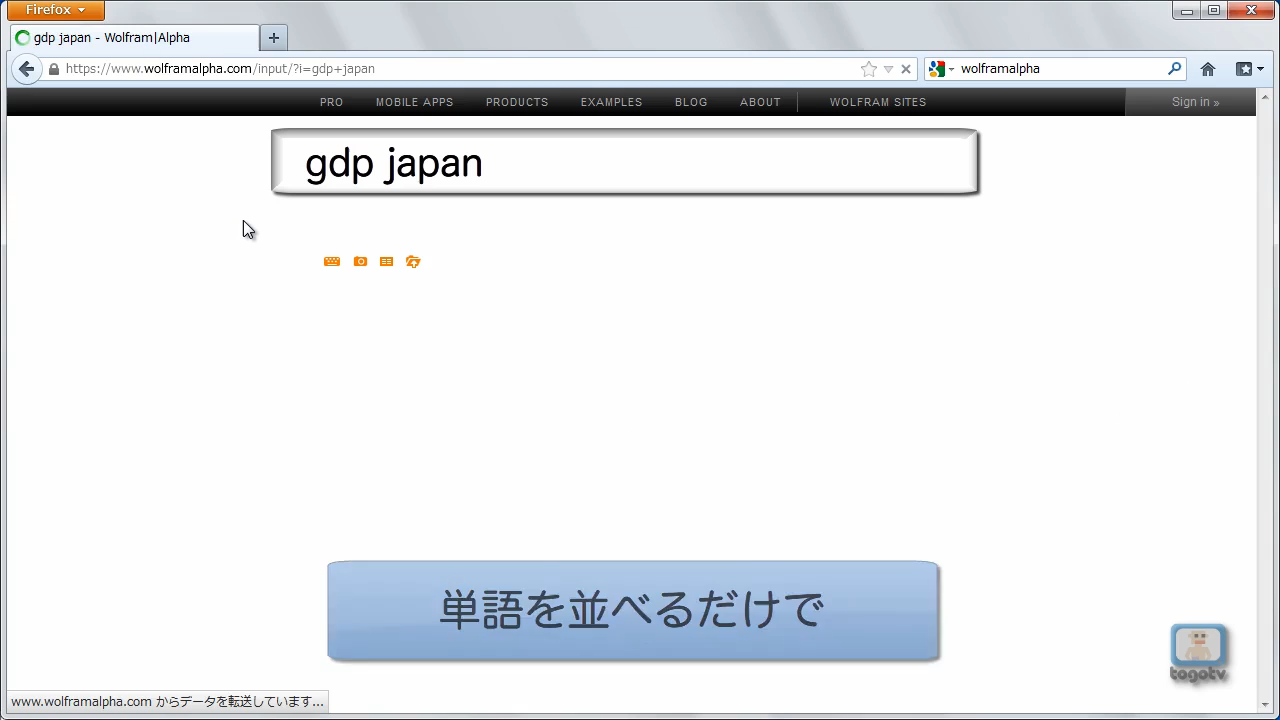 Firefox
gdp japan - Wolfram|Alpha
https://www.wolframalpha.com/input/?i=gdp+japan
wolframalpha
PRO MOBILE APPS PRODUCTS EXAMPLES BLOG ABOUT WOLFRAM SITES Sign in »
gdp japan
単語を並べるだけで
togotv
www.wolframalpha.com からデータを転送しています...